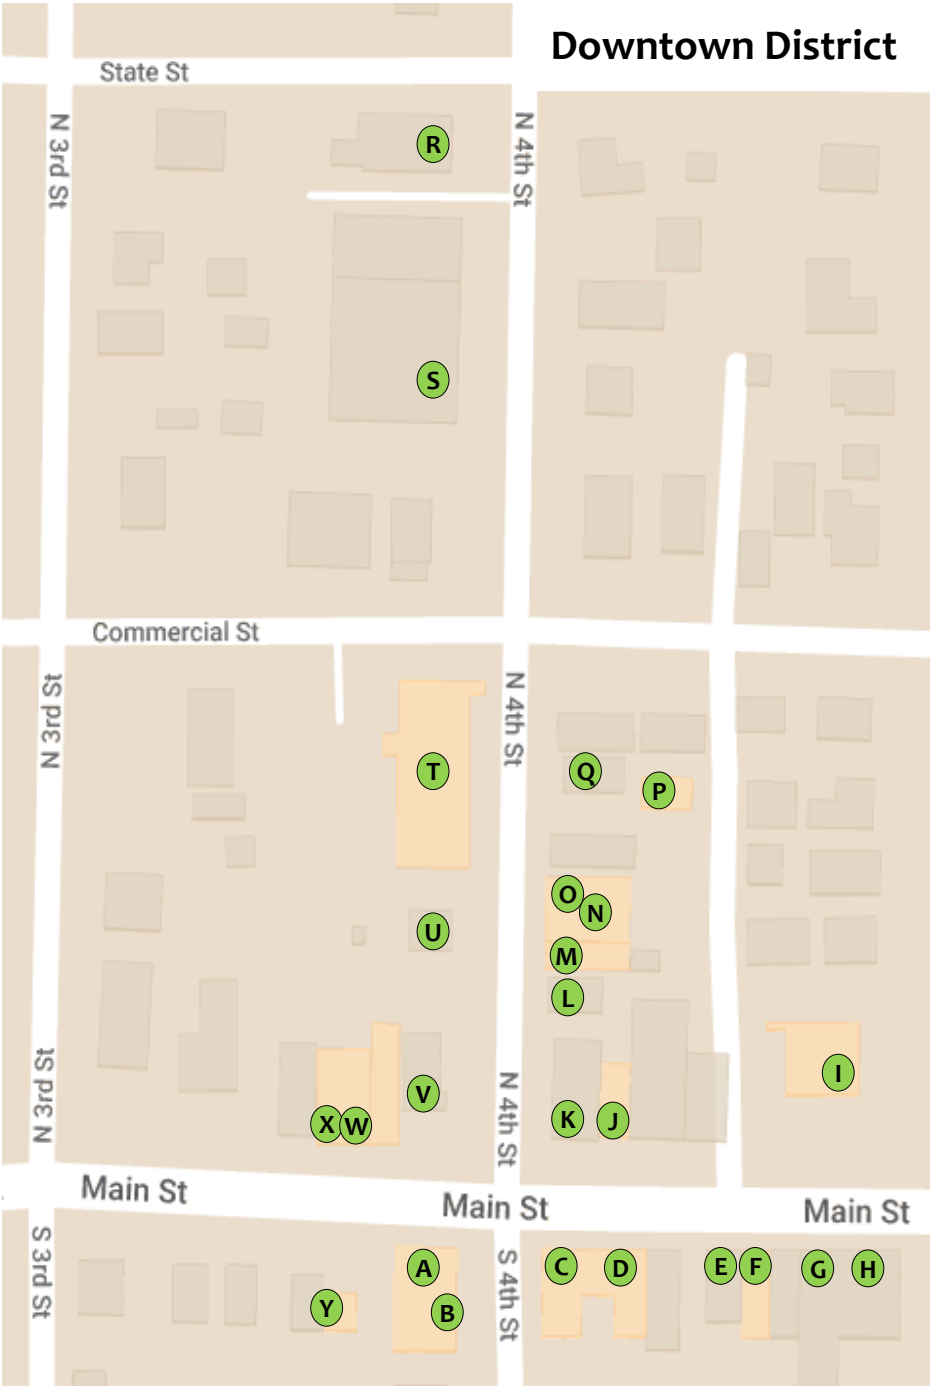 Downtown District
State St
N 3rd St
N 4th St
R
S
Commercial St
N 3rd St
N 4th St
T
Q
P
O
N
U
M
L
N 3rd St
N 4th St
I
V
X
W
K
J
Main St
Main St
Main St
S 3rd St
S 4th St
A
B
Y
C
D
E
F
G
H